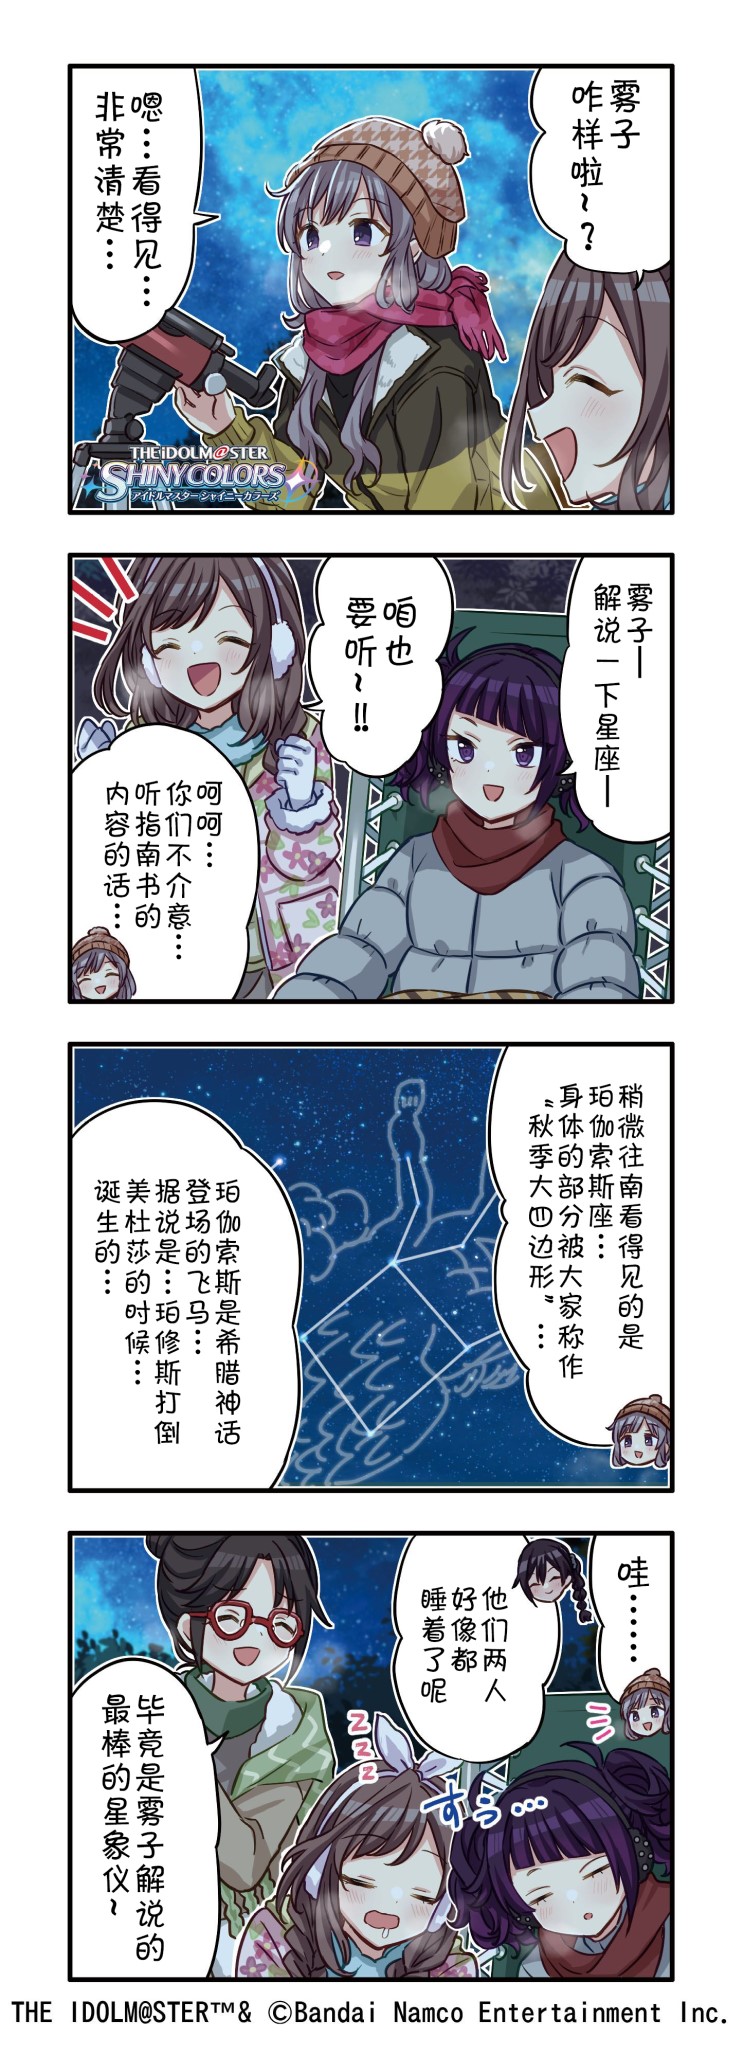 雾子
咋样啦~?
嗯…看得见…
非常清楚…
THE iDOLM@STER
SHINY COLORS
アイドルマスター シャイニーカラーズ
雾子ー
解说一下星座ー
咱也
要听~!!
呵呵…
你们不介意…
听指南书的
内容的话…
稍微往南看得见的是
珀伽索斯座…
身体的部分被大家称作
“秋季大四边形”…
珀伽索斯是希腊神话
登场的飞马…
据说是…珀修斯打倒
美杜莎的时候…
诞生的…
哇……
他们两人
好像都
睡着了呢
zzz
すぅ…
毕竟是雾子解说的
最棒的星象仪~
THE IDOLM@STER™& ©Bandai Namco Entertainment Inc.